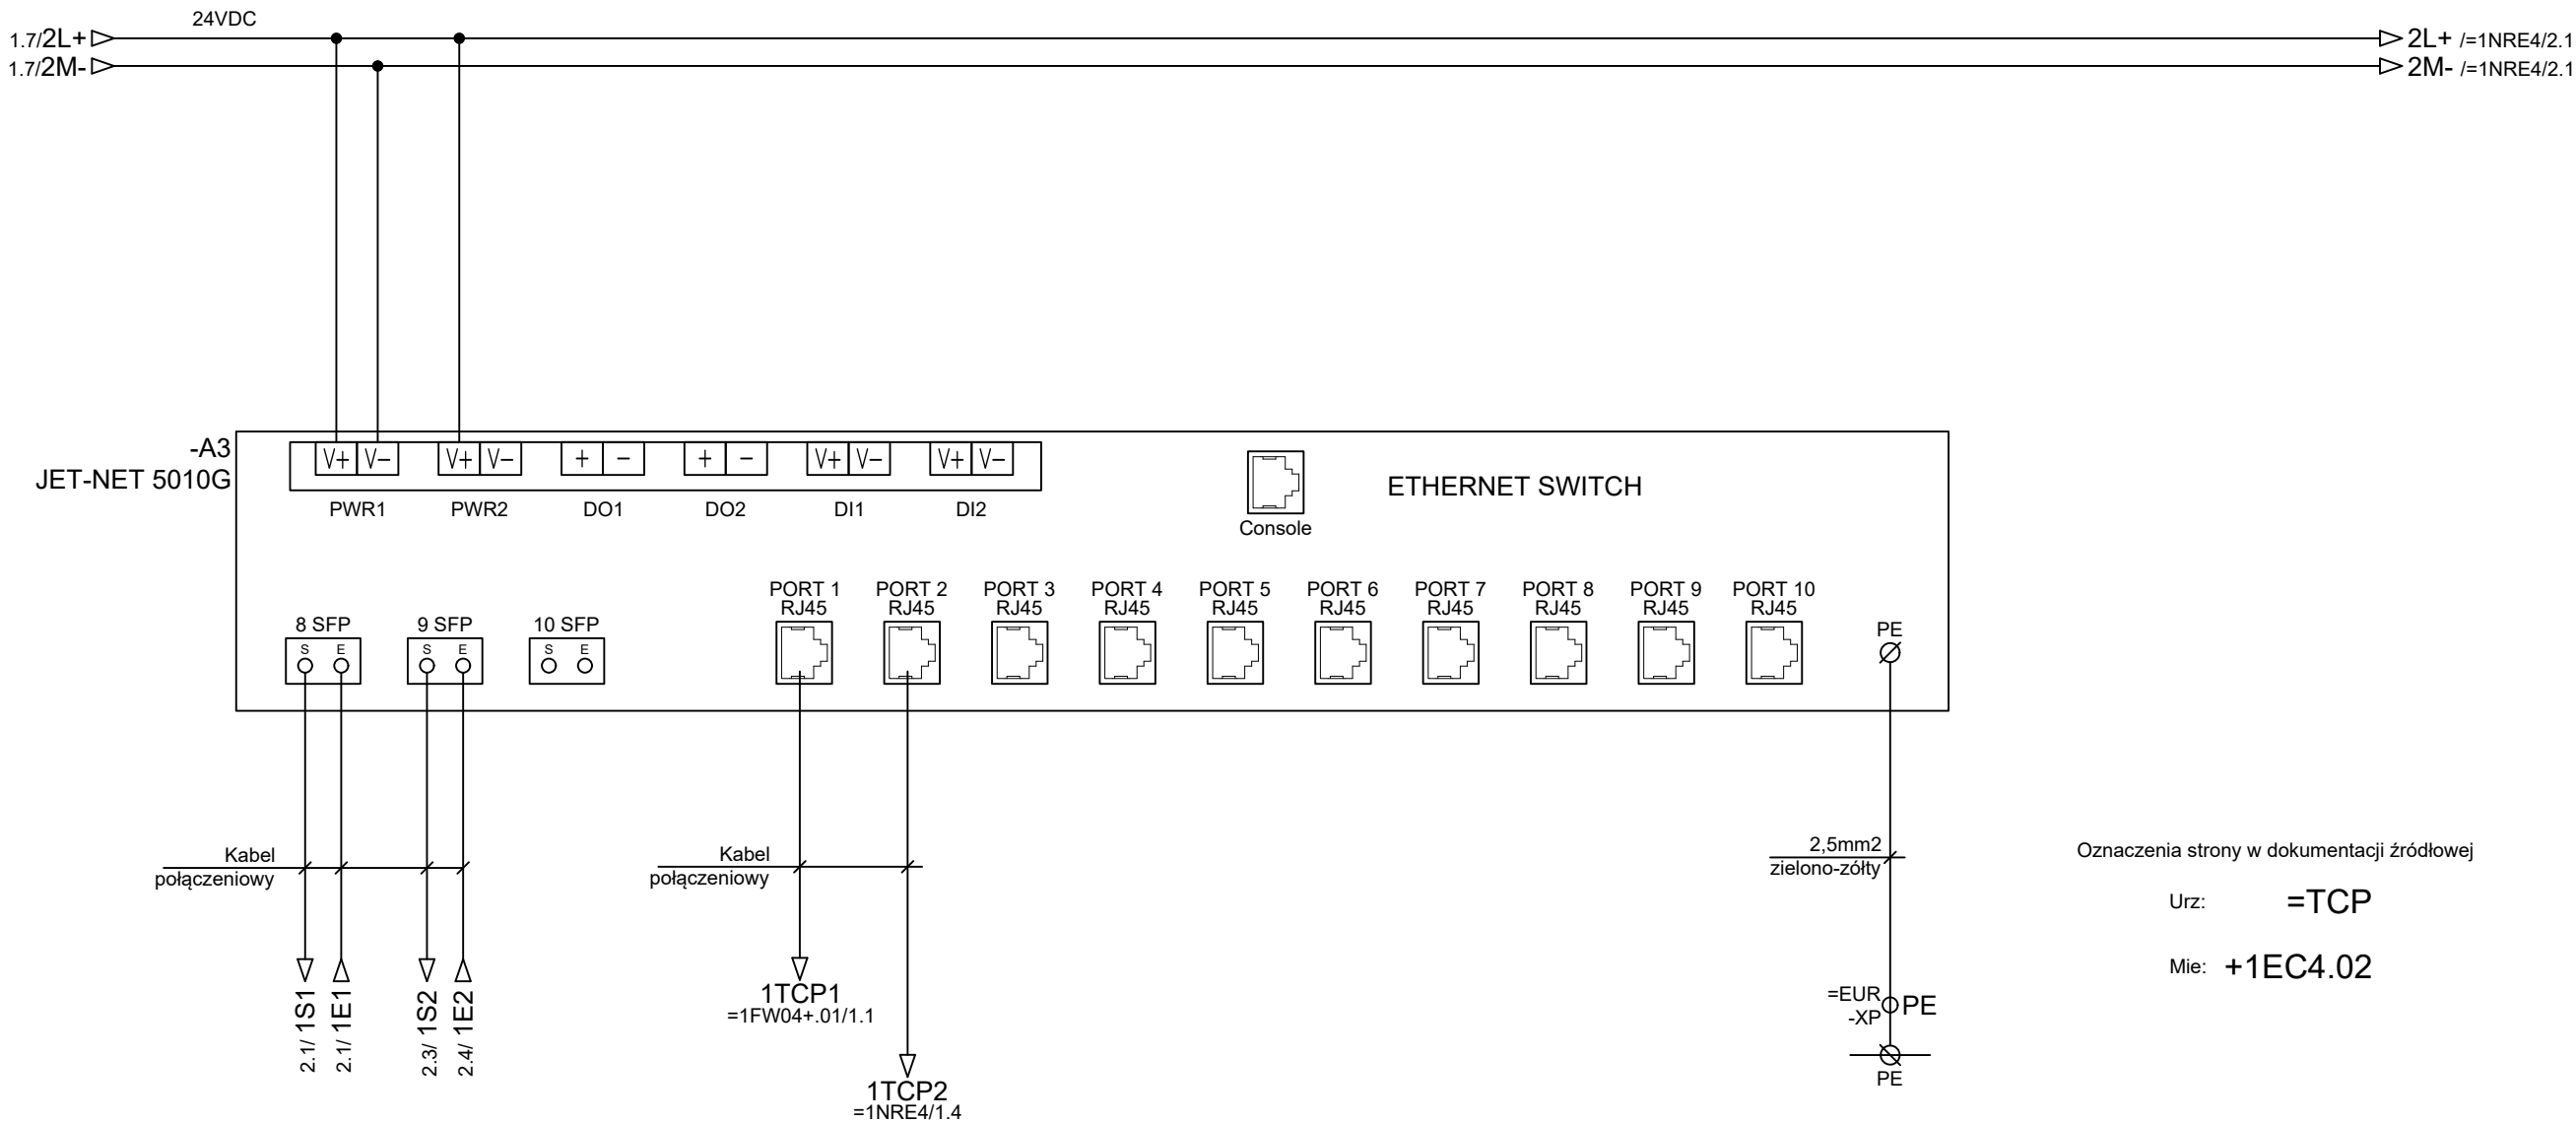 24VDC
1.7/2L+
2L+ /=1NRE4/2.1
1.7/2M-
2M- /=1NRE4/2.1
-A3
JET-NET 5010G
V+ V- V+ V- + - + - V+ V- V+ V-
PWR1 PWR2 DO1 DO2 DI1 DI2
Console
ETHERNET SWITCH
PORT 1 PORT 2 PORT 3 PORT 4 PORT 5 PORT 6 PORT 7 PORT 8 PORT 9 PORT 10
RJ45 RJ45 RJ45 RJ45 RJ45 RJ45 RJ45 RJ45 RJ45 RJ45
8 SFP 9 SFP 10 SFP
S E S E S E
PE
Kabel
połączeniowy
Kabel
połączeniowy
2,5mm2
zielono-zółty
Oznaczenia strony w dokumentacji źródłowej
Urz: =TCP
Mie: +1EC4.02
2.1/ 1S1
2.1/ 1E1
2.3/ 1S2
2.4/ 1E2
1TCP1
=1FW04+.01/1.1
1TCP2
=1NRE4/1.4
=EUR
-XP
PE
PE